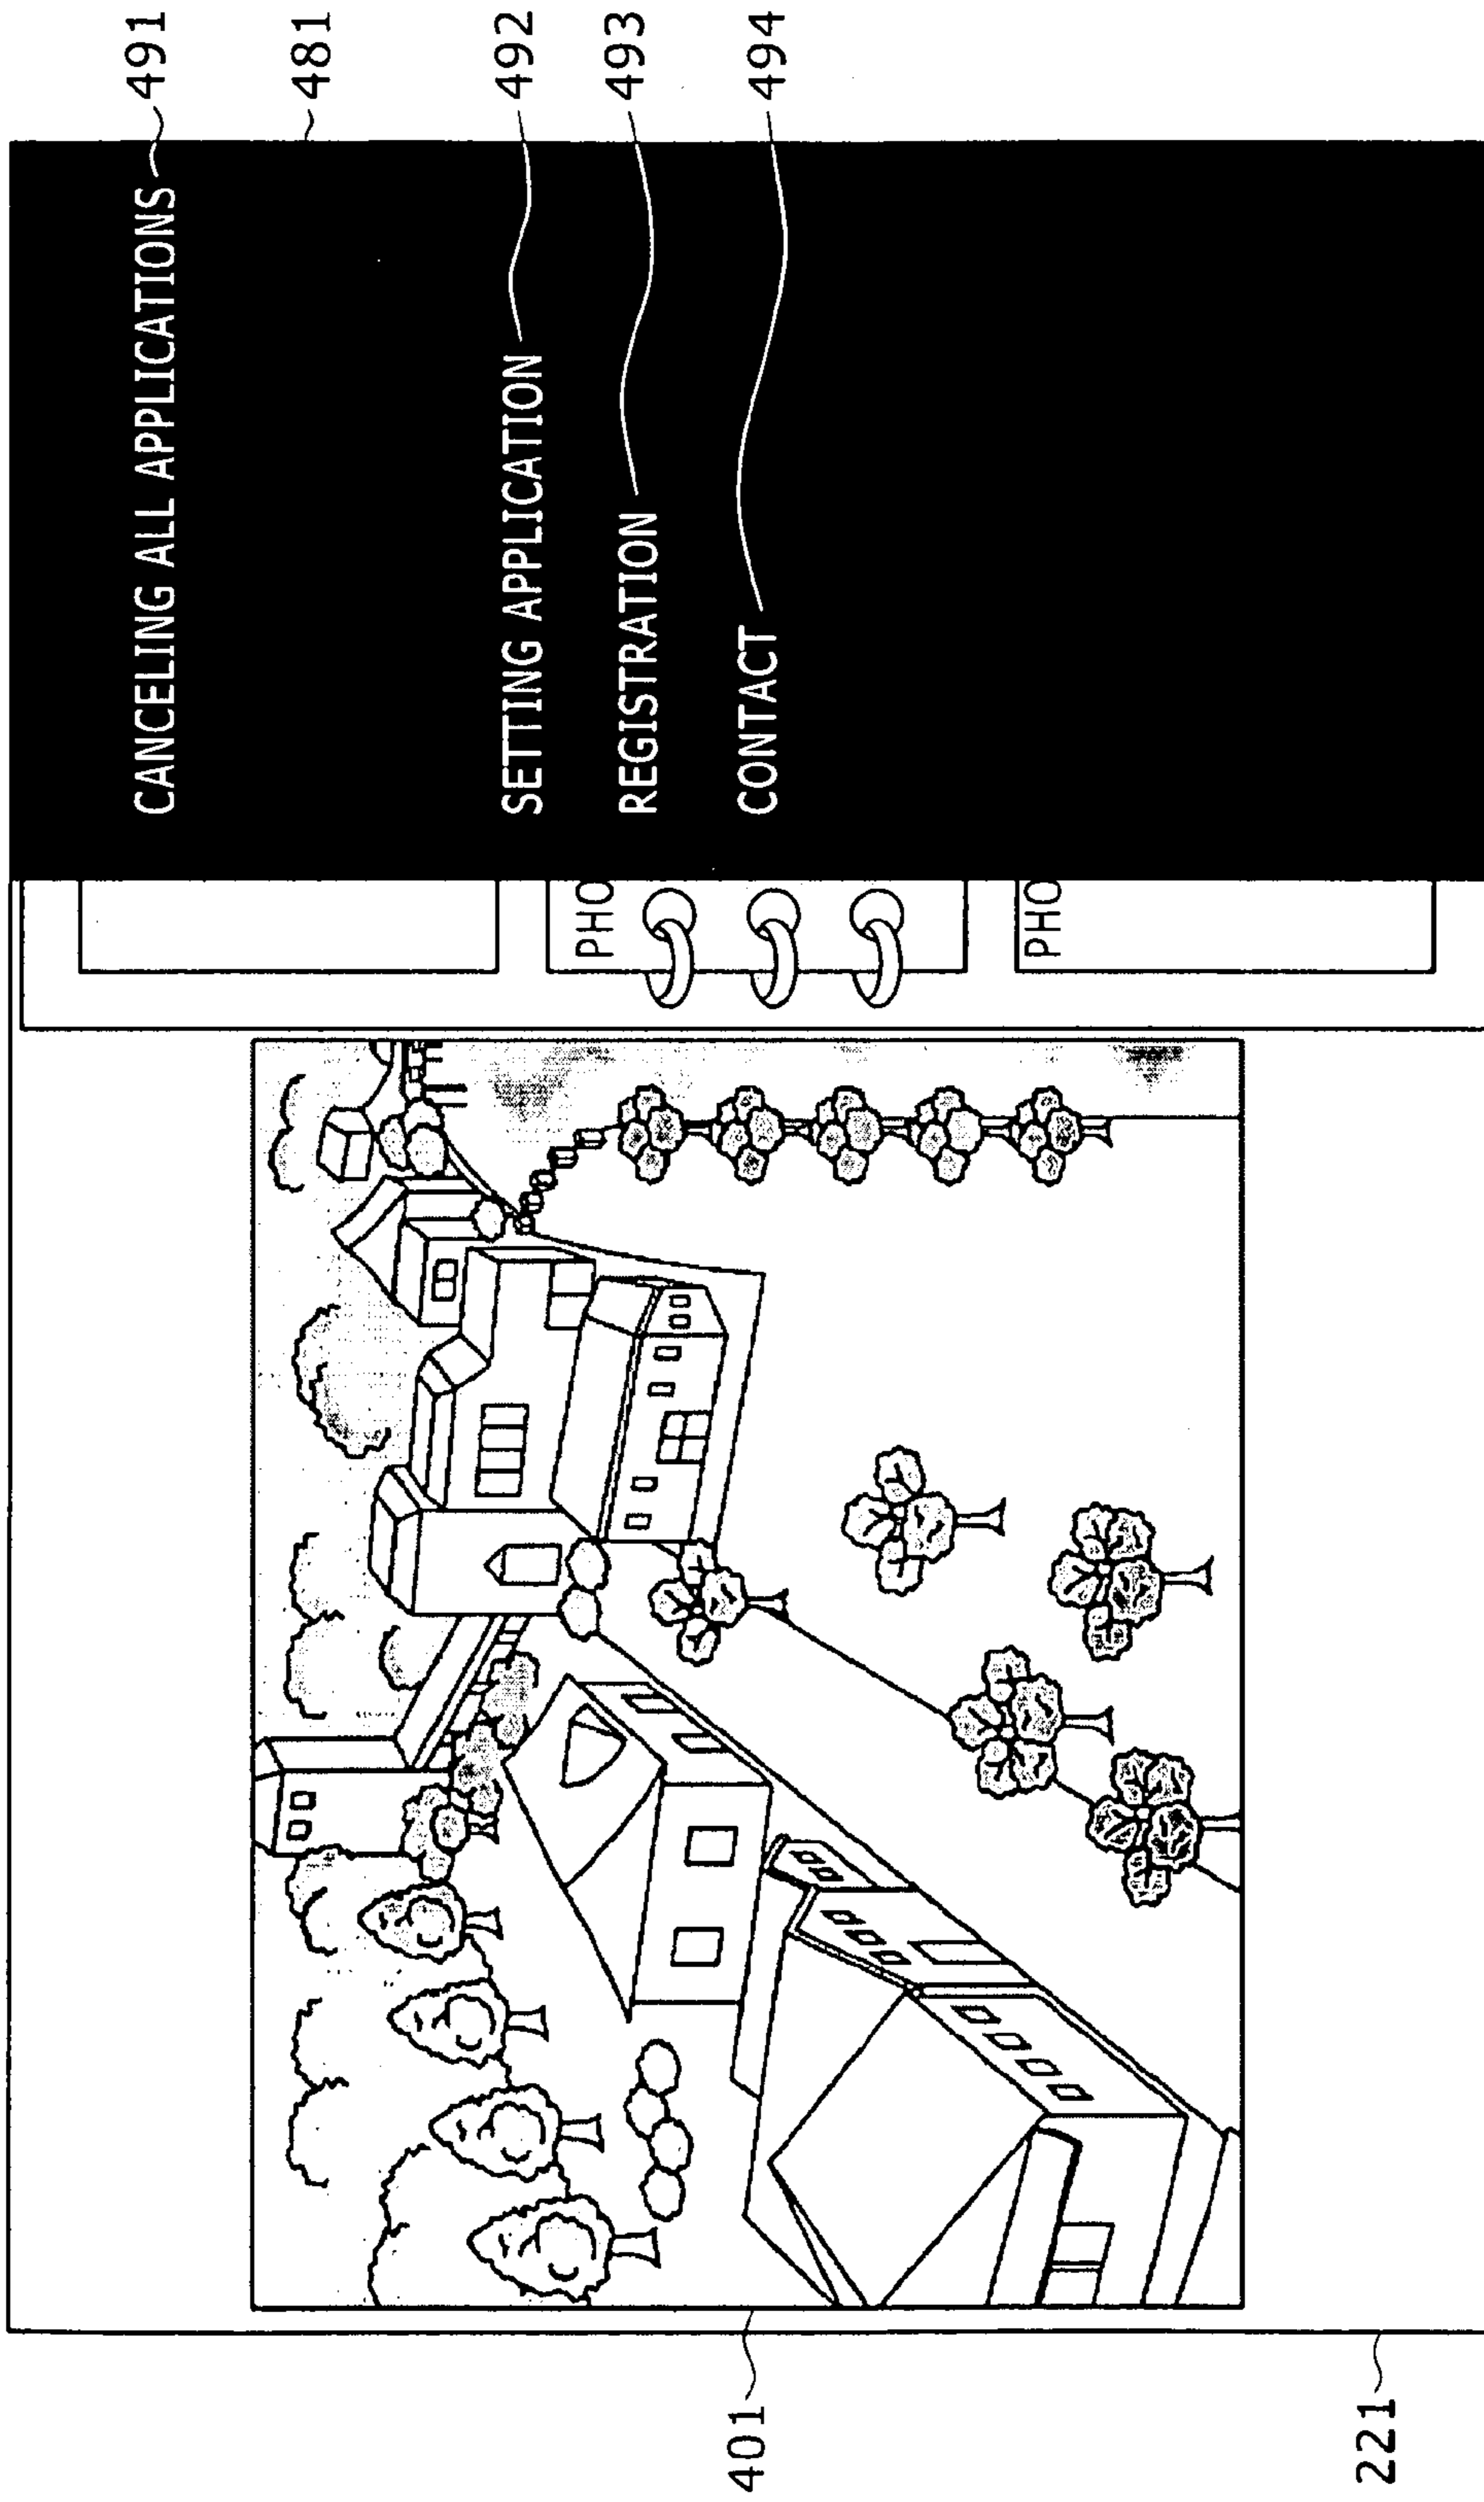 CANCELING ALL APPLICATIONS
491
481
SETTING APPLICATION
492
REGISTRATION
493
CONTACT
494
PHO
PHO
401
221